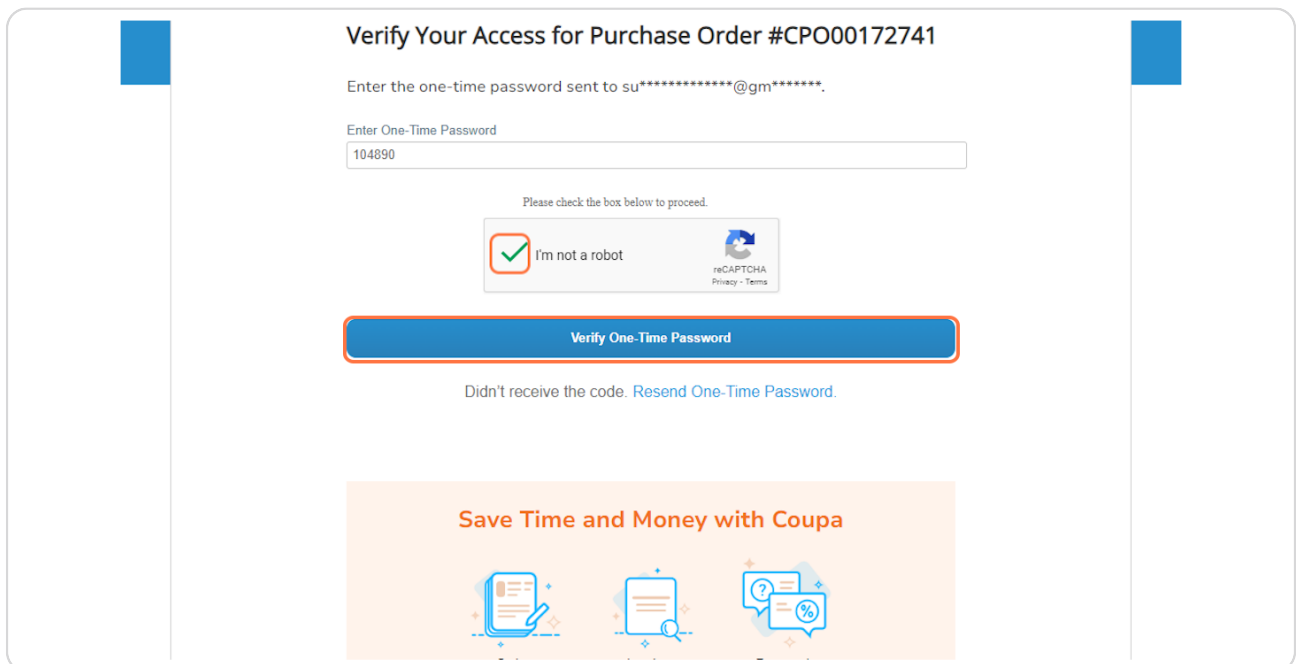 Verify Your Access for Purchase Order #CPO00172741
Enter the one-time password sent to su*************@gm*******.
Enter One-Time Password
104890
Please check the box below to proceed.
I'm not a robot
reCAPTCHA
Privacy - Terms
Verify One-Time Password
Didn't receive the code. Resend One-Time Password.
Save Time and Money with Coupa